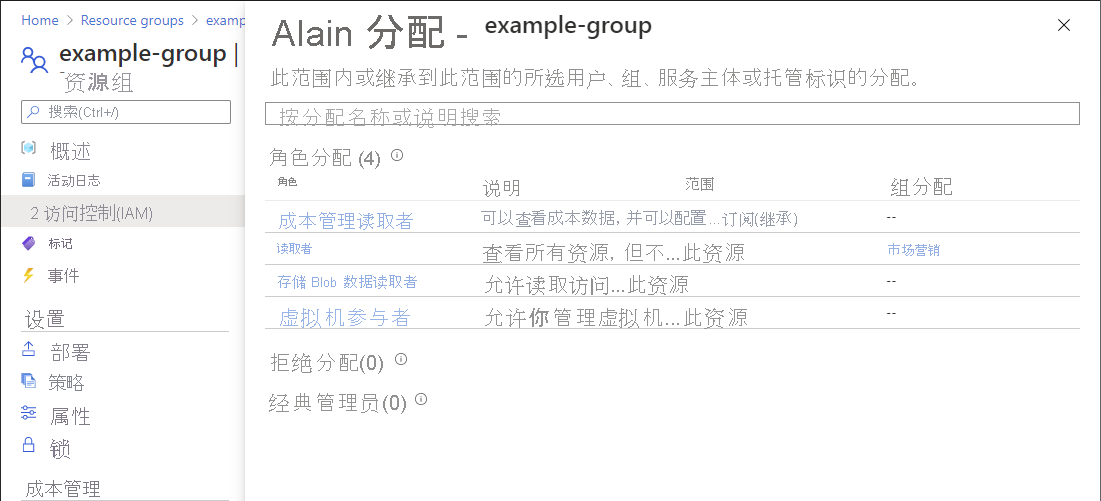 Home > Resource groups > examp
example-group |
资源组
搜索(Ctrl+/)
概述
活动日志
2 访问控制(IAM)
标记
事件
设置
部署
策略
属性
锁
成本管理
Alain 分配 - example-group
此范围内或继承到此范围的所选用户、组、服务主体或托管标识的分配。
按分配名称或说明搜索
角色分配 (4)
角色 说明 范围 组分配
成本管理读取者 可以查看成本数据, 并可以配置...订阅(继承) --
读取者 查看所有资源, 但不...此资源 市场营销
存储 Blob 数据读取者 允许读取访问...此资源 --
虚拟机参与者 允许你管理虚拟机...此资源 --
拒绝分配(0)
经典管理员(0)